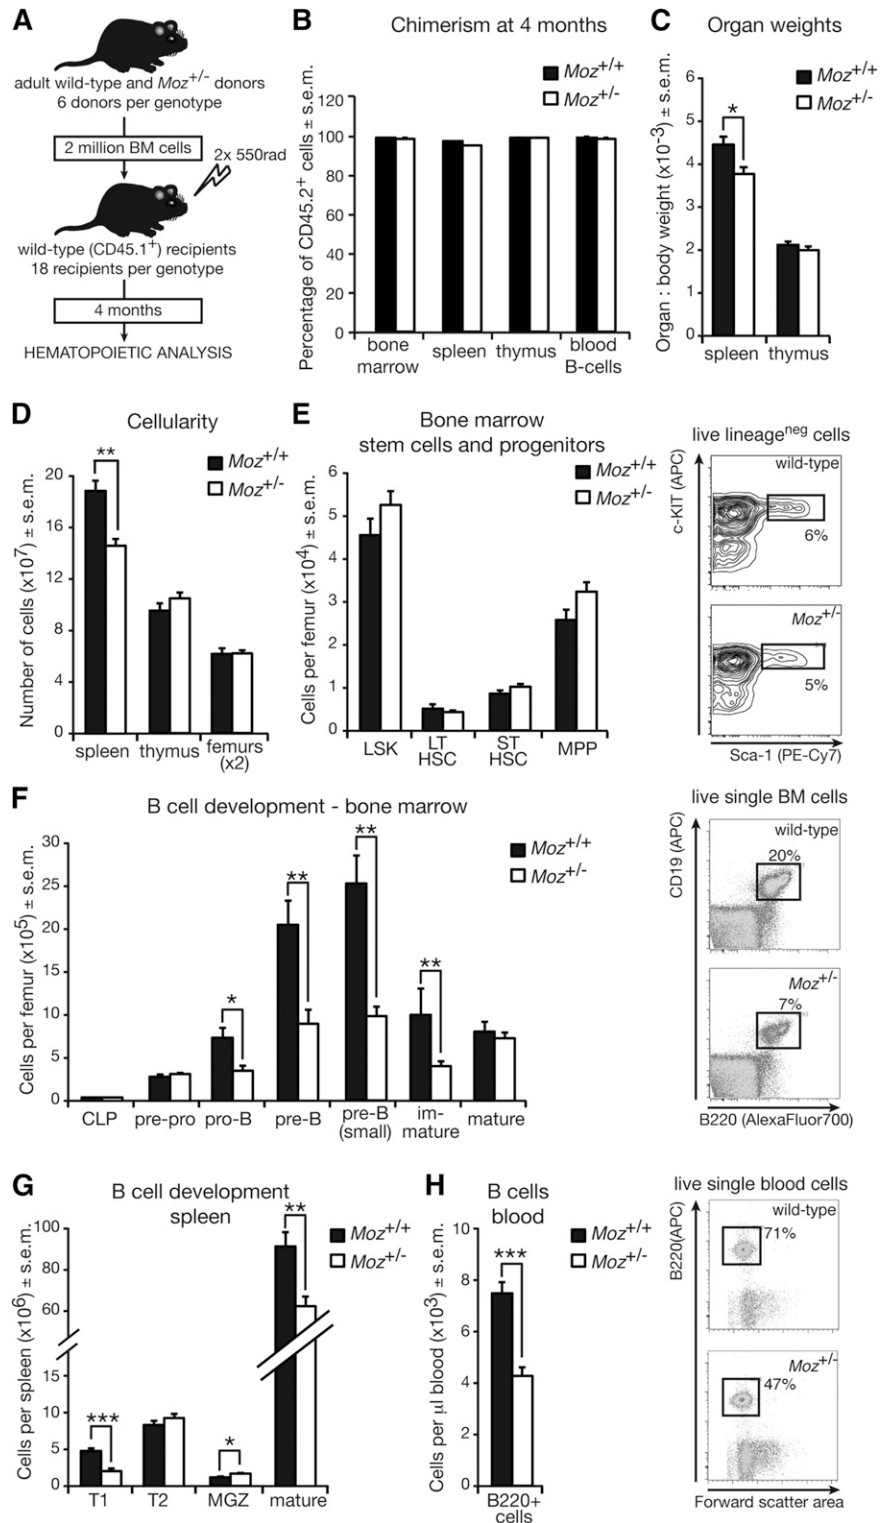 A
adult wild-type and Moz+/- donors
6 donors per genotype
2 million BM cells
2x 550rad
wild-type (CD45.1+) recipients
18 recipients per genotype
4 months
HEMATOPOIETIC ANALYSIS
B
Chimerism at 4 months
Moz+/+
Moz+/-
Percentage of CD45.2+ cells ± s.e.m.
120
100
80
60
40
20
0
bone marrow
spleen
thymus
blood B-cells
C
Organ weights
Moz+/+
Moz+/-
Organ : body weight (x10-3) ± s.e.m.
6
5
4
3
2
1
0
*
spleen
thymus
D
Cellularity
Moz+/+
Moz+/-
Number of cells (x107) ± s.e.m.
20
16
12
8
4
0
**
spleen
thymus
femurs (x2)
E
Bone marrow
stem cells and progenitors
Moz+/+
Moz+/-
Cells per femur (x104) ± s.e.m.
6
5
4
3
2
1
0
LSK
LT HSC
ST HSC
MPP
live lineageneg cells
wild-type
6%
Moz+/-
5%
c-KIT (APC)
Sca-1 (PE-Cy7)
F
B cell development - bone marrow
Moz+/+
Moz+/-
Cells per femur (x105) ± s.e.m.
30
25
20
15
10
5
0
*
**
**
**
CLP
pre-pro
pro-B
pre-B
pre-B (small)
im-mature
mature
live single BM cells
wild-type
20%
Moz+/-
7%
CD19 (APC)
B220 (AlexaFluor700)
G
B cell development
spleen
Moz+/+
Moz+/-
Cells per spleen (x106) ± s.e.m.
100
80
60
15
10
5
0
***
*
**
T1
T2
MGZ
mature
H
B cells
blood
Moz+/+
Moz+/-
Cells per µl blood (x103) ± s.e.m.
10
8
6
4
2
0
***
B220+
cells
live single blood cells
wild-type
71%
Moz+/-
47%
B220(APC)
Forward scatter area